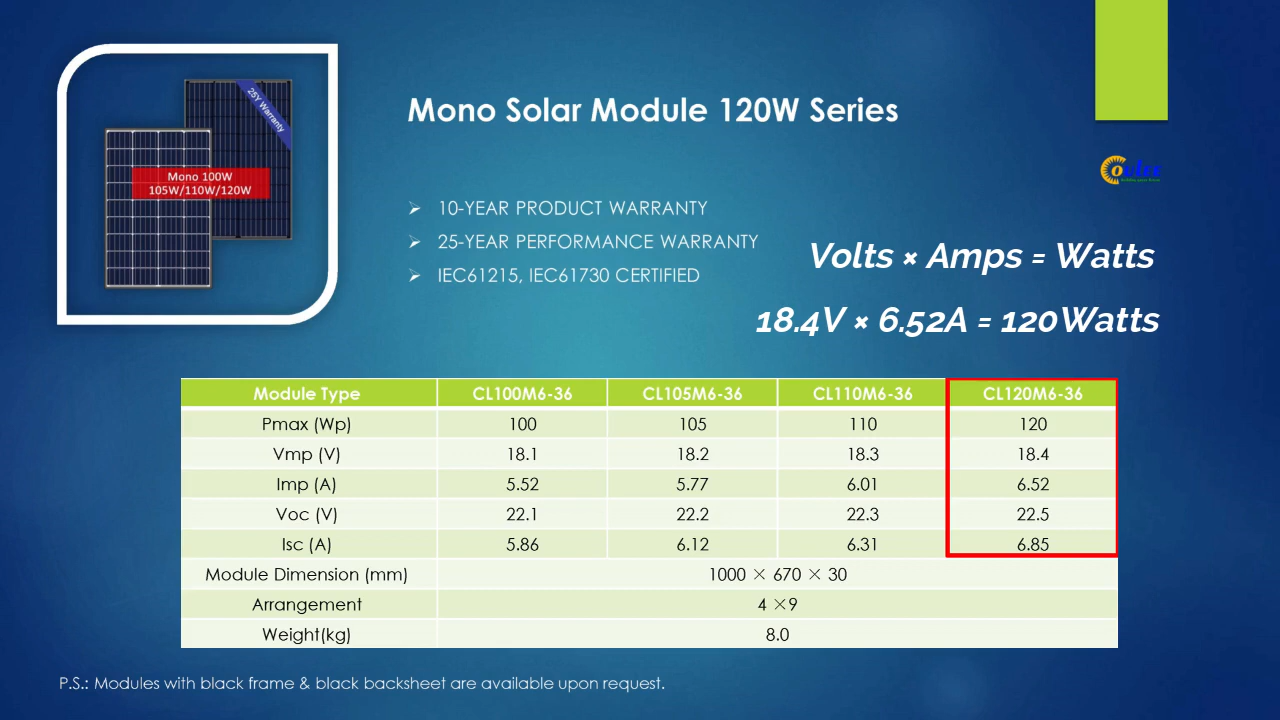 25Y Warranty
Mono 100W
105W/110W/120W
Mono Solar Module 120W Series
10-YEAR PRODUCT WARRANTY
25-YEAR PERFORMANCE WARRANTY
IEC61215, IEC61730 CERTIFIED
Volts × Amps = Watts
18.4V × 6.52A = 120Watts
Module Type CL100M6-36 CL105M6-36 CL110M6-36 CL120M6-36
Pmax (Wp) 100 105 110 120
Vmp (V) 18.1 18.2 18.3 18.4
Imp (A) 5.52 5.77 6.01 6.52
Voc (V) 22.1 22.2 22.3 22.5
Isc (A) 5.86 6.12 6.31 6.85
Module Dimension (mm) 1000 × 670 × 30
Arrangement 4 ×9
Weight(kg) 8.0
P.S.: Modules with black frame & black backsheet are available upon request.